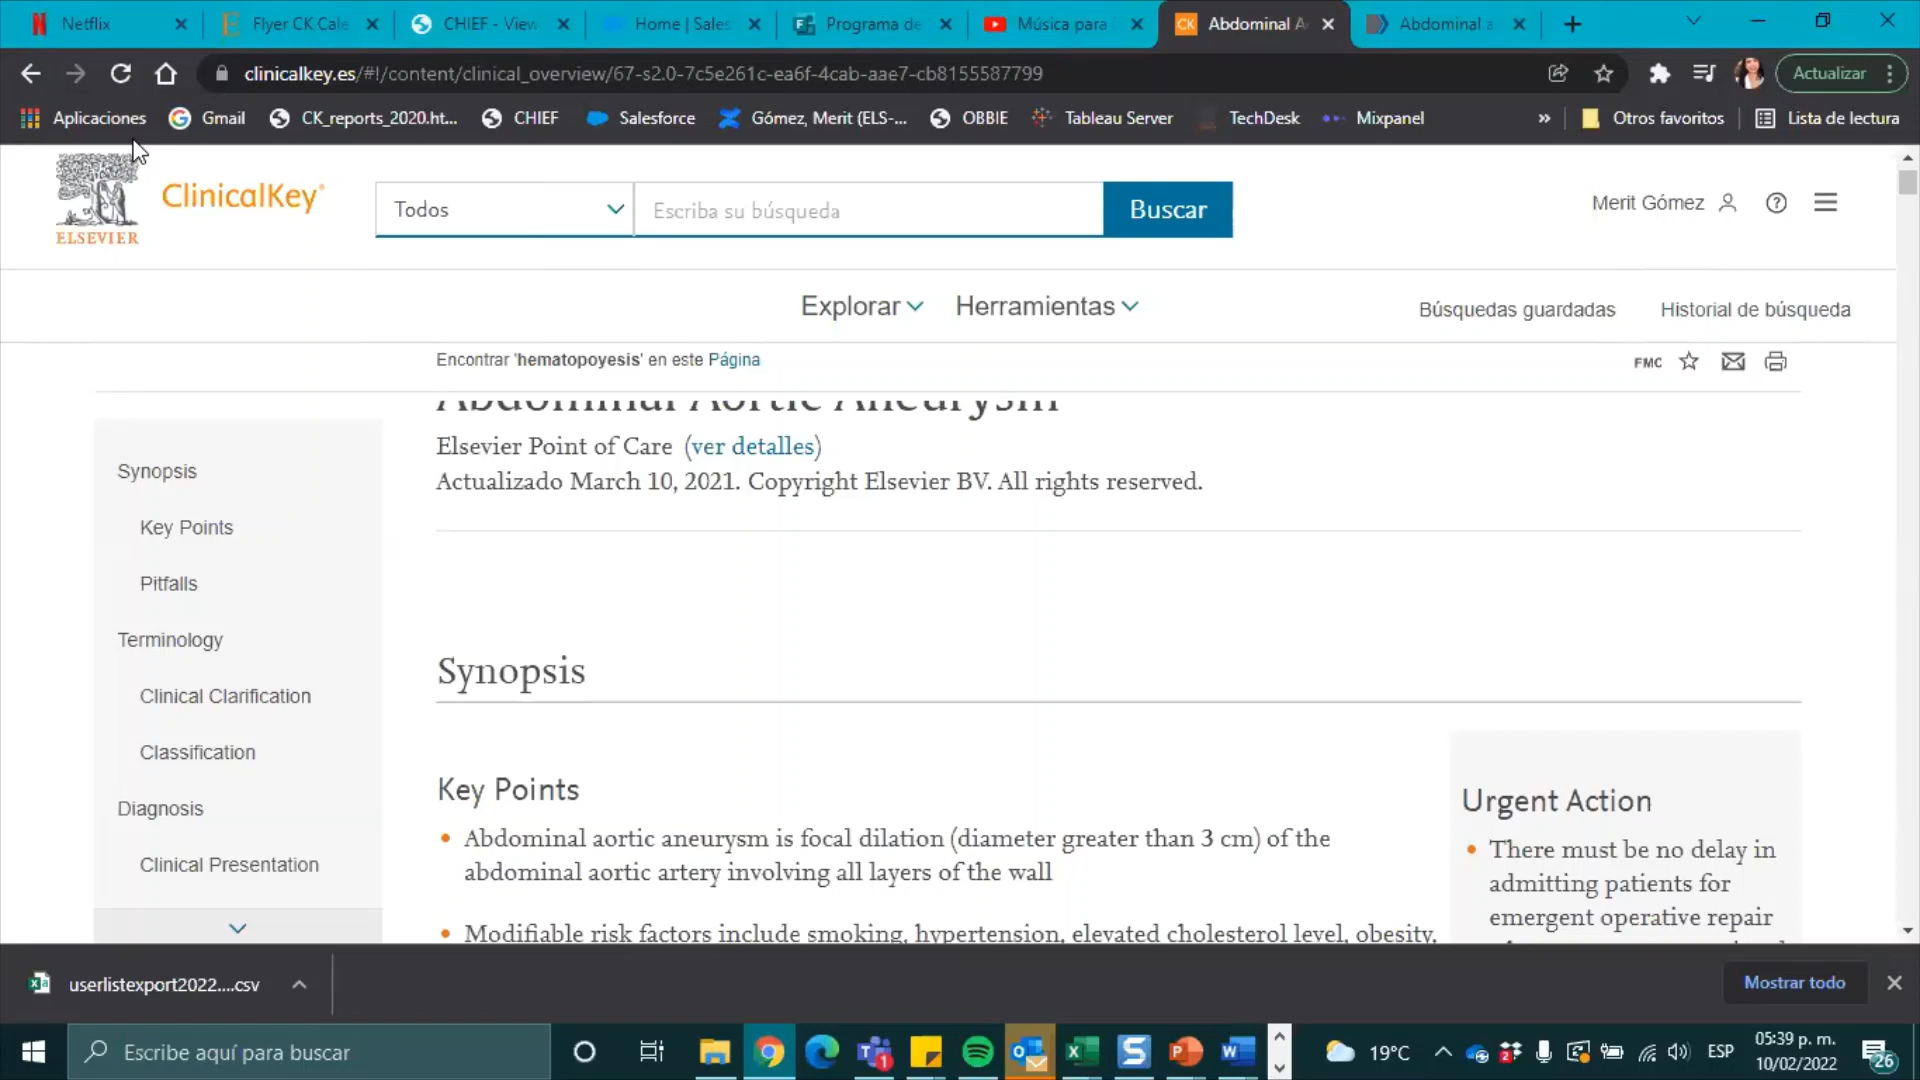 Netflix
Flyer CK Cale
CHIEF - View
Home | Sales
Programa de
Música para
CK
Abdominal A
Abdominal a
clinicalkey.es/#!/content/clinical_overview/67-s2.0-7c5e261c-ea6f-4cab-aae7-cb8155587799
Actualizar
Aplicaciones
Gmail
CK_reports_2020.ht...
CHIEF
Salesforce
Gómez, Merit (ELS-...
OBBIE
Tableau Server
TechDesk
Mixpanel
»
Otros favoritos
Lista de lectura
ELSEVIER
ClinicalKey®
Todos
Escriba su búsqueda
Buscar
Merit Gómez
Explorar
Herramientas
Búsquedas guardadas
Historial de búsqueda
Encontrar 'hematopoyesis' en este Página
FMC
Abdominal Aortic Aneurysm
Elsevier Point of Care (ver detalles)
Actualizado March 10, 2021. Copyright Elsevier BV. All rights reserved.
Synopsis
Key Points
Pitfalls
Terminology
Clinical Clarification
Classification
Diagnosis
Clinical Presentation
Synopsis
Key Points
• Abdominal aortic aneurysm is focal dilation (diameter greater than 3 cm) of the
abdominal aortic artery involving all layers of the wall
• Modifiable risk factors include smoking, hypertension, elevated cholesterol level, obesity,
Urgent Action
• There must be no delay in
admitting patients for
emergent operative repair
userlistexport2022....csv
Mostrar todo
Escribe aquí para buscar
1
19°C
2
ESP
05:39 p. m.
10/02/2022
26